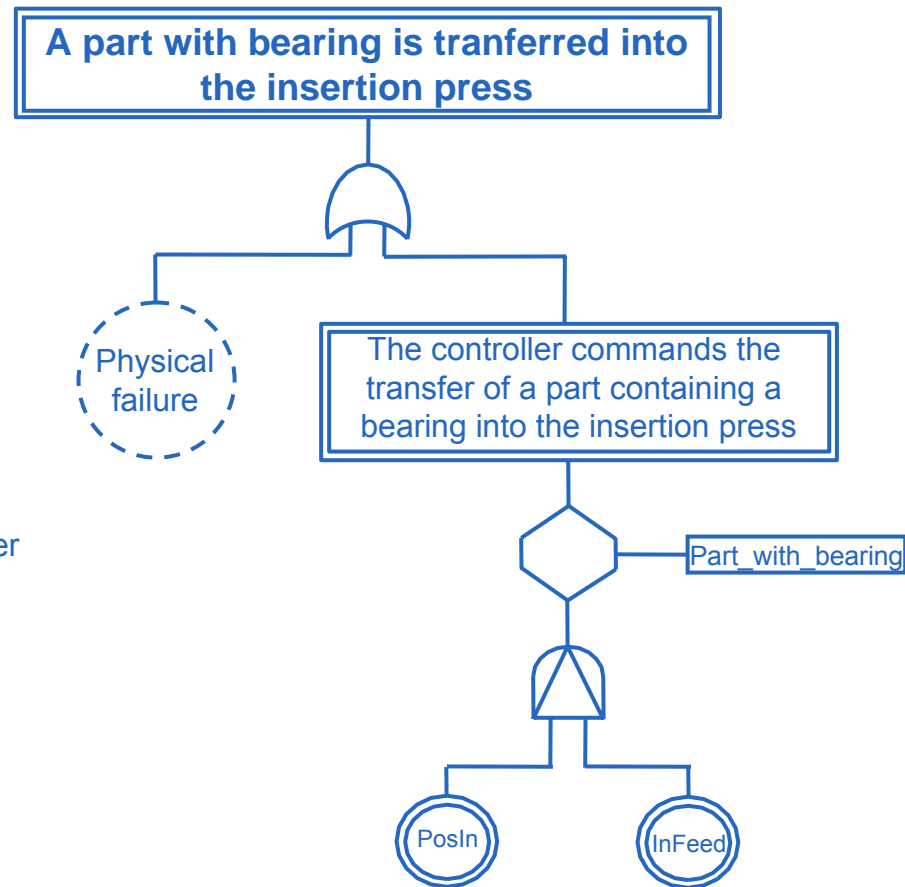 A part with bearing is tranferred into
the insertion press
Physical
failure
The controller commands the
transfer of a part containing a
bearing into the insertion press
er
Part_with_bearing
PosIn
InFeed